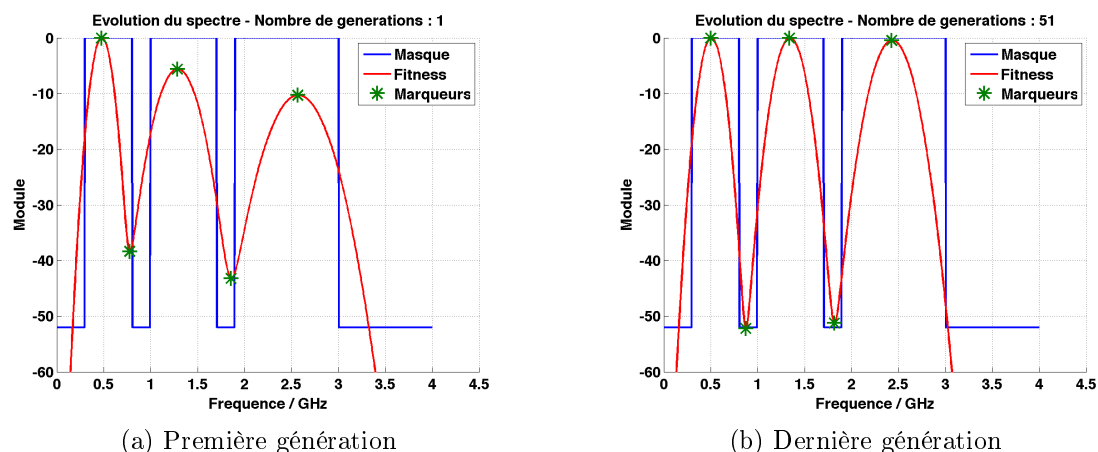 Evolution du spectre - Nombre de generations : 1
0
-10
-20
-30
-40
-50
-60
Module
0 0.5 1 1.5 2 2.5 3 3.5 4 4.5
Frequence / GHz
Masque
Fitness
Marqueurs
(a) Première génération
Evolution du spectre - Nombre de generations : 51
0
-10
-20
-30
-40
-50
-60
Module
0 0.5 1 1.5 2 2.5 3 3.5 4 4.5
Frequence / GHz
Masque
Fitness
Marqueurs
(b) Dernière génération